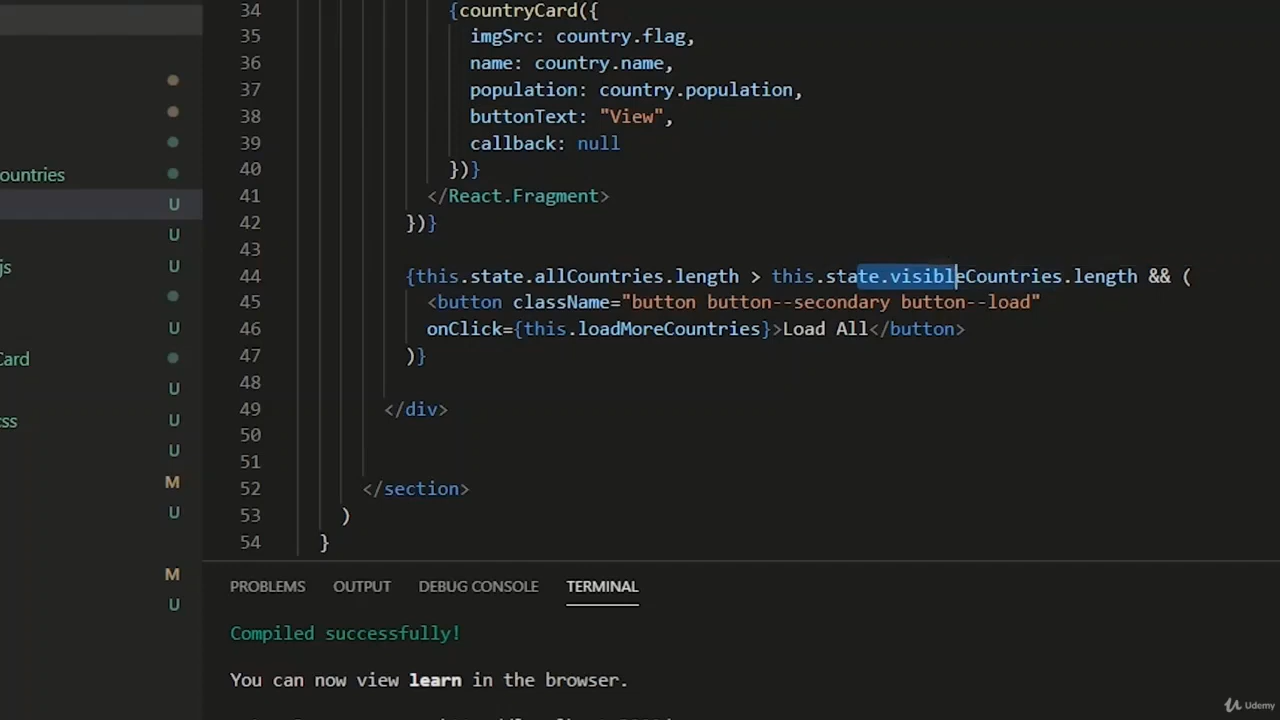 34 {countryCard({
35 imgSrc: country.flag,
36 name: country.name,
37 population: country.population,
38 buttonText: "View",
39 callback: null
40 })}
41 </React.Fragment>
42 })}
43
44 {this.state.allCountries.length > this.state.visibleCountries.length && (
45 <button className="button button--secondary button--load"
46 onClick={this.loadMoreCountries}>Load All</button>
47 )}
48
49 </div>
50
51
52 </section>
53 )
54 }
ountries
U
U
js
U
U
Card
U
css
U
U
M
U
M
U
PROBLEMS OUTPUT DEBUG CONSOLE TERMINAL
Compiled successfully!
You can now view learn in the browser.
Udemy